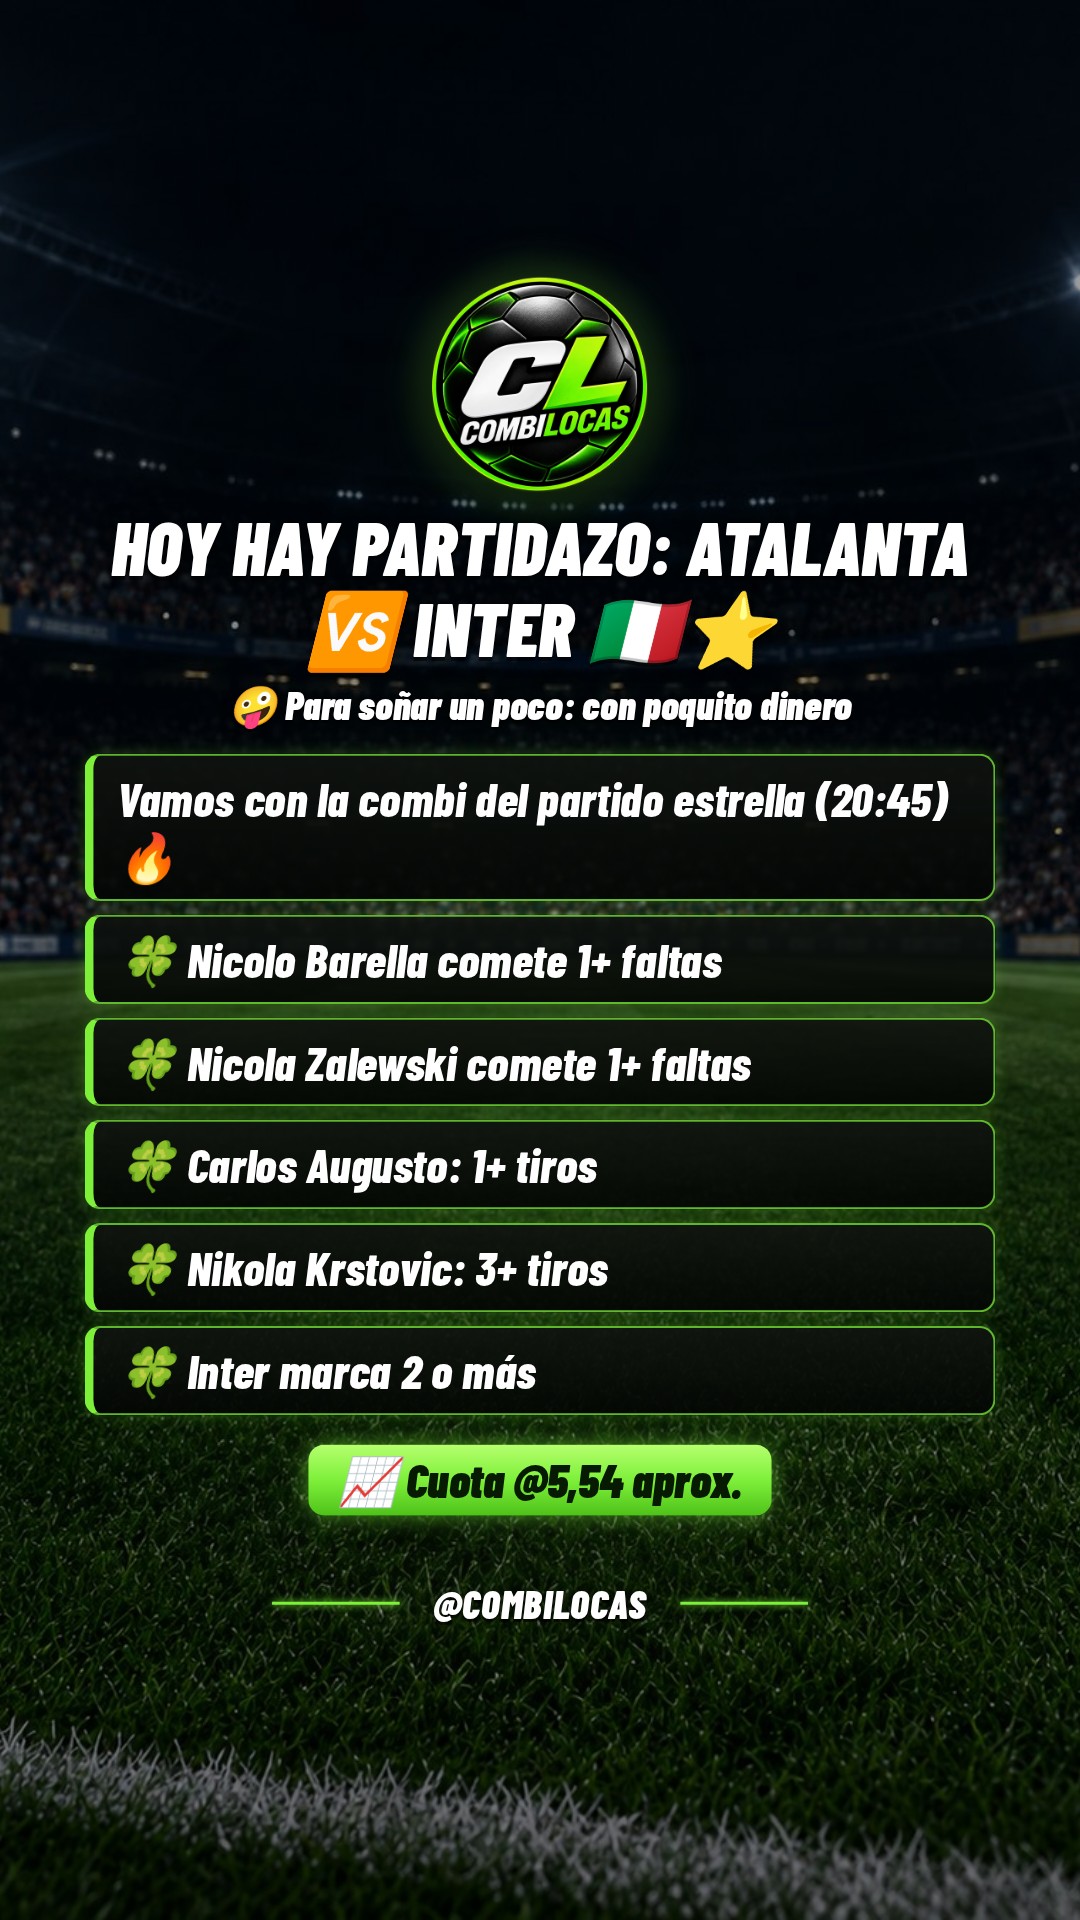 CL
COMBILOCAS
HOY HAY PARTIDAZO: ATALANTA
🆚 INTER 🇮🇹⭐
🤪 Para soñar un poco: con poquito dinero
Vamos con la combi del partido estrella (20:45)
🔥
🍀 Nicolo Barella comete 1+ faltas
🍀 Nicola Zalewski comete 1+ faltas
🍀 Carlos Augusto: 1+ tiros
🍀 Nikola Krstovic: 3+ tiros
🍀 Inter marca 2 o más
📈 Cuota @5,54 aprox.
@COMBILOCAS